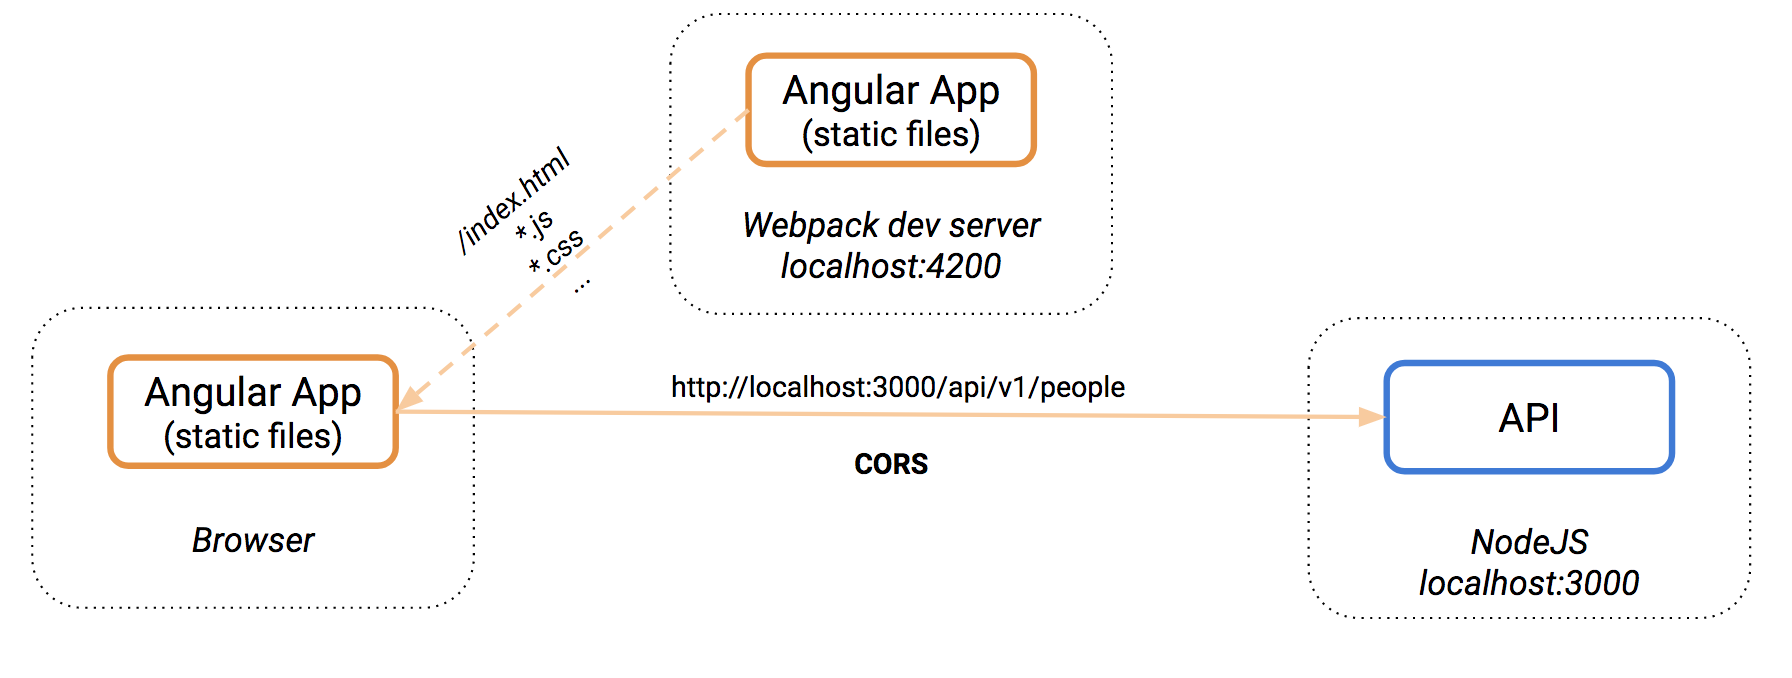 Angular App
(static files)
Webpack dev server
localhost:4200
/index.html
*.js
*.css
...
Angular App
(static files)
Browser
http://localhost:3000/api/v1/people
CORS
API
NodeJS
localhost:3000